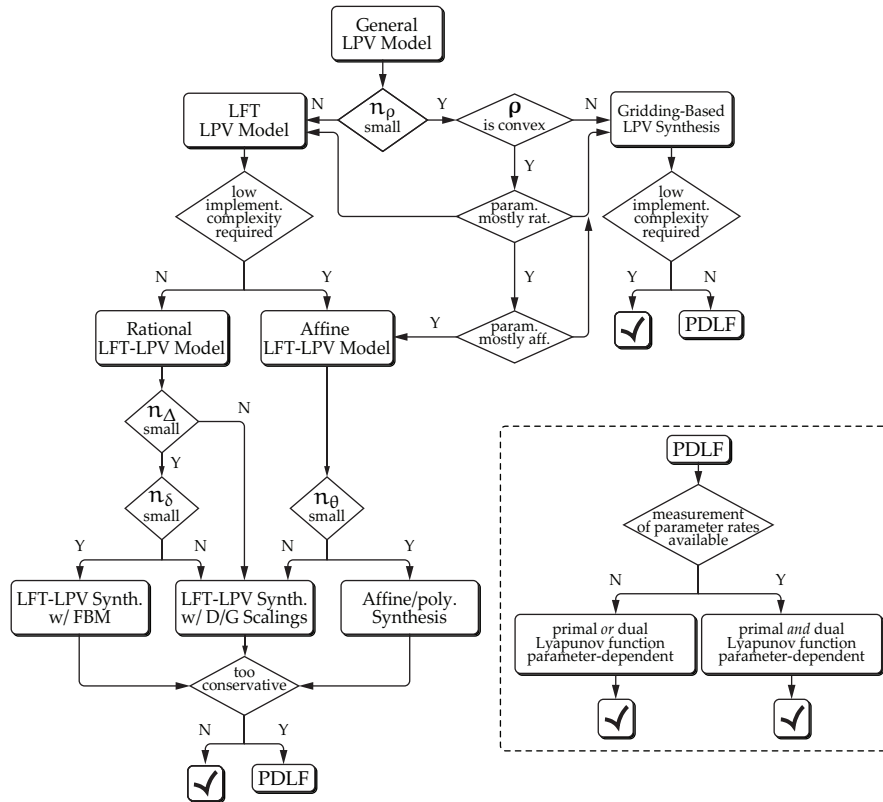 General
LPV Model
LFT
LPV Model
N
nρ
small
Y
ρ
is convex
N
Gridding-Based
LPV Synthesis
Y
low
implement.
complexity
required
param.
mostly rat.
low
implement.
complexity
required
Y
N
Y
Y
N
Rational
LFT-LPV Model
Affine
LFT-LPV Model
Y
param.
mostly aff.
PDLF
nΔ
small
N
Y
nδ
small
nθ
small
Y
N
N
Y
LFT-LPV Synth.
w/ FBM
LFT-LPV Synth.
w/ D/G Scalings
Affine/poly.
Synthesis
too
conservative
N
Y
PDLF
PDLF
measurement
of parameter rates
available
N
Y
primal or dual
Lyapunov function
parameter-dependent
primal and dual
Lyapunov function
parameter-dependent